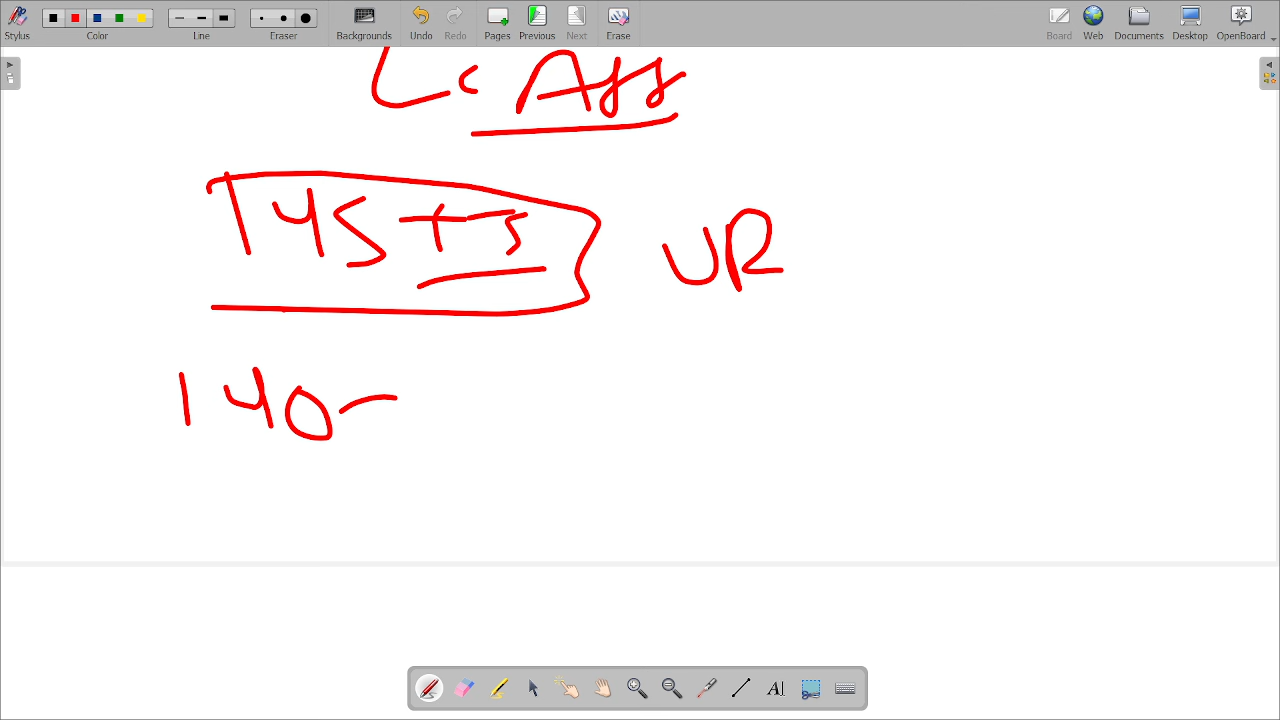 Stylus Color Line Eraser Backgrounds Undo Redo Pages Previous Next Erase Board Web Documents Desktop OpenBoard
145 + 5 UR
140 -